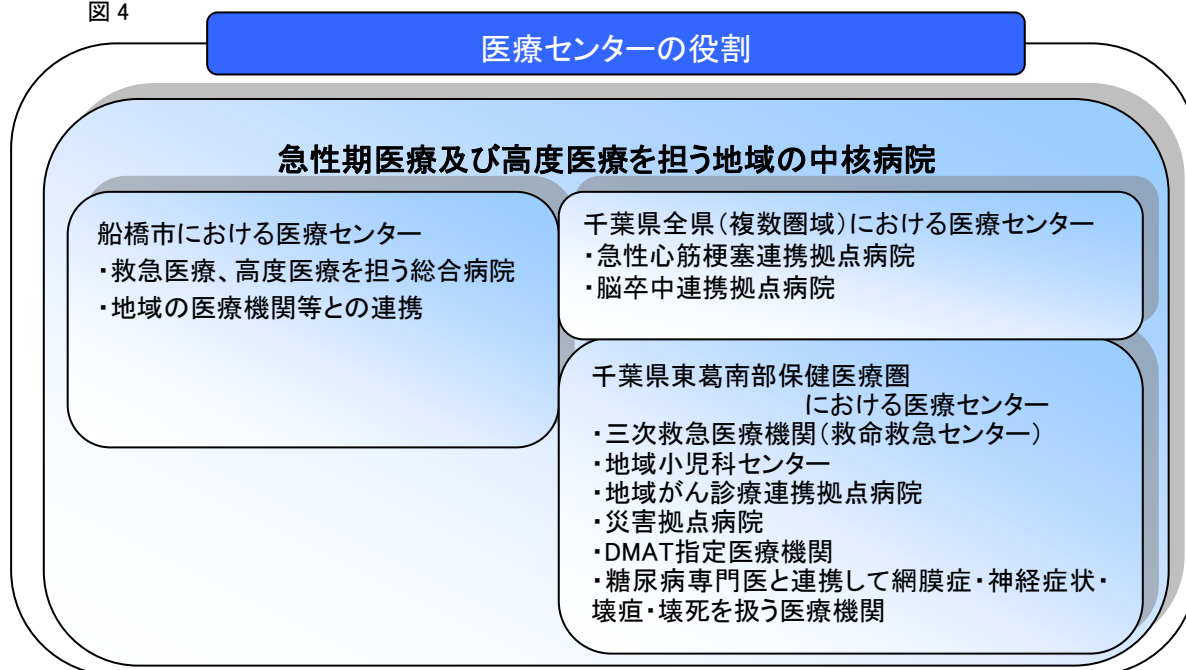 図 4
医療センターの役割
急性期医療及び高度医療を担う地域の中核病院
船橋市における医療センター
・救急医療、高度医療を担う総合病院
・地域の医療機関等との連携
千葉県全県（複数圏域）における医療センター
・急性心筋梗塞連携拠点病院
・脳卒中連携拠点病院
千葉県東葛南部保健医療圏
における医療センター
・三次救急医療機関（救命救急センター）
・地域小児科センター
・地域がん診療連携拠点病院
・災害拠点病院
・DMAT指定医療機関
・糖尿病専門医と連携して網膜症・神経症状・
壊疽・壊死を扱う医療機関